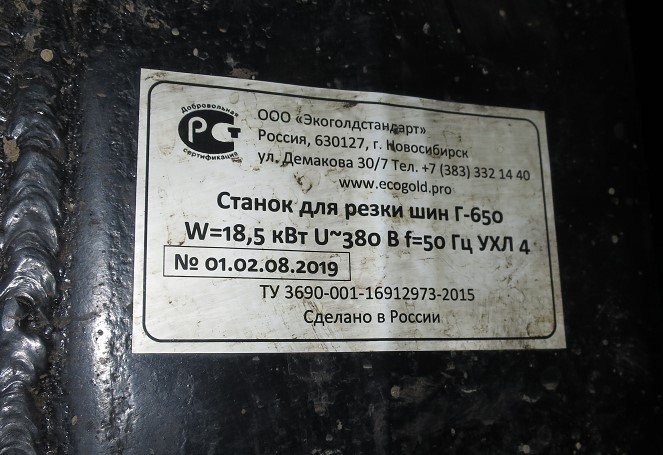 Добровольная
РСТ
сертификация
ООО «Экоголдстандарт»
Россия, 630127, г. Новосибирск
ул. Демакова 30/7 Тел. +7 (383) 332 14 40
www.ecogold.pro
Станок для резки шин Г-650
W=18,5 кВт U~380 В f=50 Гц УХЛ 4
№ 01.02.08.2019
ТУ 3690-001-16912973-2015
Сделано в России